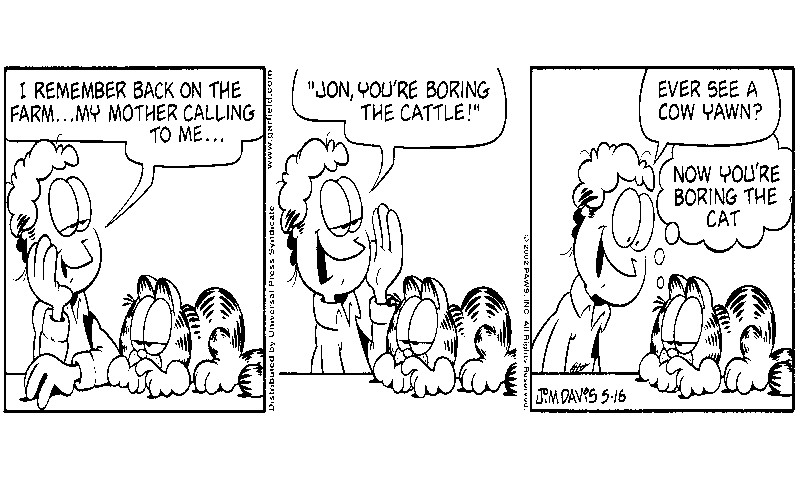 I REMEMBER BACK ON THE
FARM...MY MOTHER CALLING
TO ME...
www.garfield.com
Distributed by Universal Press Syndicate
"JON, YOU'RE BORING
THE CATTLE!"
EVER SEE A
COW YAWN?
NOW YOU'RE
BORING THE
CAT
© 2002 PAWS, INC. All Rights Reserved.
JIM DAVIS 5-16